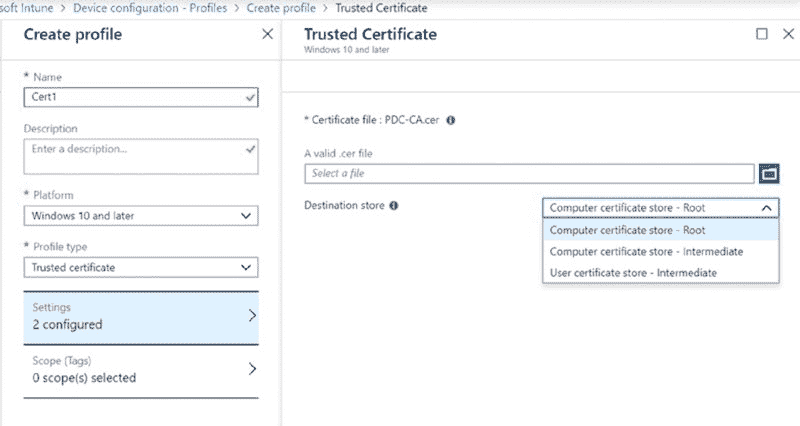 soft Intune > Device configuration - Profiles > Create profile > Trusted Certificate
Create profile
* Name
Cert1
Description
Enter a description...
* Platform
Windows 10 and later
* Profile type
Trusted certificate
Settings
2 configured
Scope (Tags)
0 scope(s) selected
Trusted Certificate
Windows 10 and later
* Certificate file : PDC-CA.cer
A valid .cer file
Select a file
Destination store
Computer certificate store - Root
Computer certificate store - Root
Computer certificate store - Intermediate
User certificate store - Intermediate